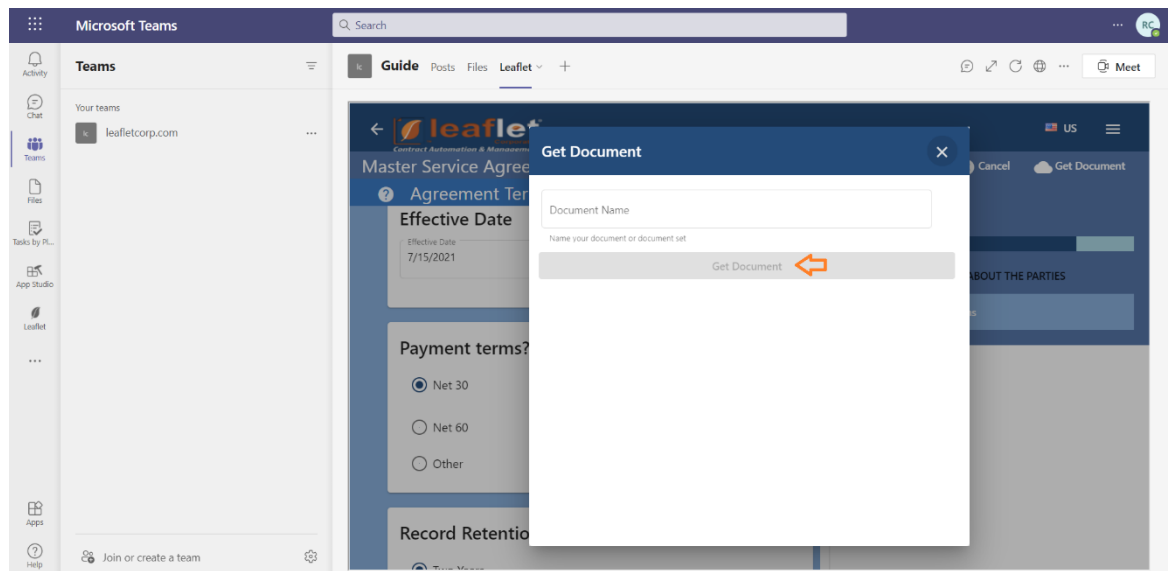 Microsoft Teams
Search
RC
Activity
Chat
Teams
Files
Tasks by Pl...
App Studio
Leaflet
Apps
Help
Teams
Your teams
k leafletcorp.com
Join or create a team
k Guide Posts Files Leaflet
Meet
leaflet
Contract Automation &
US
Master Service Agree
Cancel
Get Document
Agreement Ter
Effective Date
Effective Date
7/15/2021
ABOUT THE PARTIES
Payment terms?
Net 30
Net 60
Other
Record Retentio
Two Years
Get Document
Document Name
Name your document or document set
Get Document